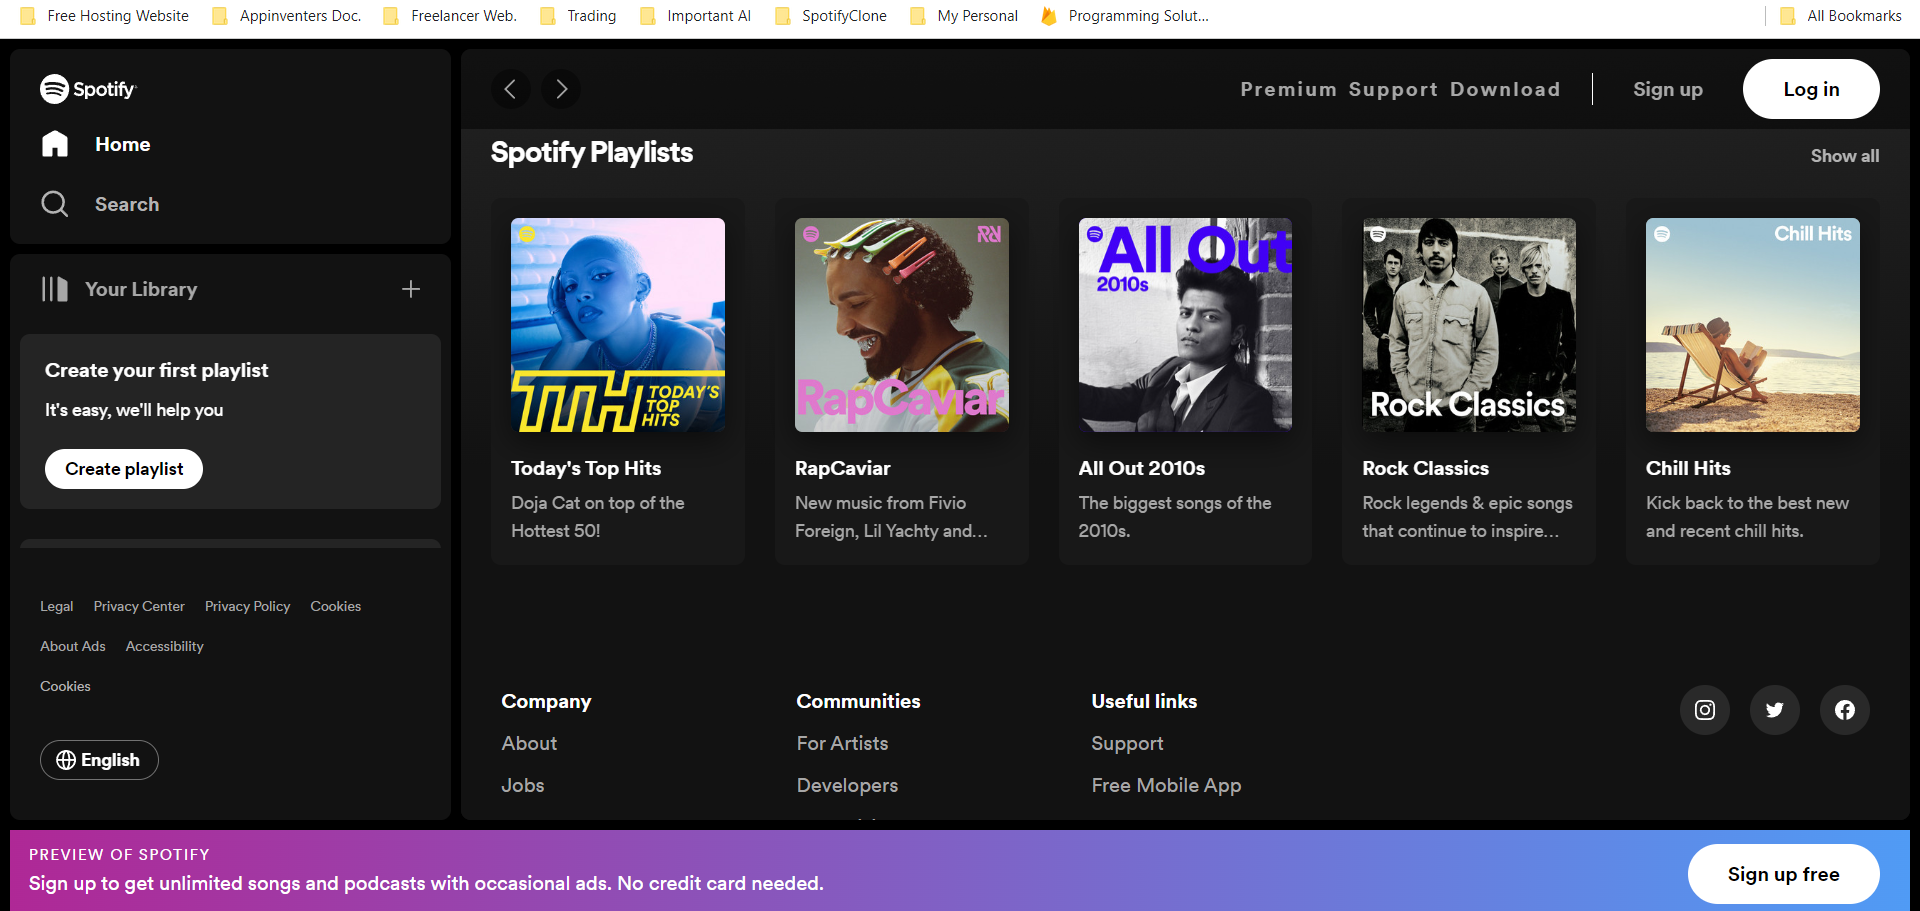 Free Hosting Website
Appinventers Doc.
Freelancer Web.
Trading
Important AI
SpotifyClone
My Personal
Programming Solut...
All Bookmarks
Spotify
Home
Search
Your Library
Create your first playlist
It's easy, we'll help you
Create playlist
Legal Privacy Center Privacy Policy Cookies
About Ads Accessibility
Cookies
English
Premium Support Download
Sign up
Log in
Spotify Playlists
Show all
TTH TODAY'S
TOP
HITS
Today's Top Hits
Doja Cat on top of the
Hottest 50!
RapCaviar
RapCaviar
New music from Fivio
Foreign, Lil Yachty and...
All Out
2010s
All Out 2010s
The biggest songs of the
2010s.
Rock Classics
Rock Classics
Rock legends & epic songs
that continue to inspire...
Chill Hits
Chill Hits
Kick back to the best new
and recent chill hits.
Company
About
Jobs
Communities
For Artists
Developers
Useful links
Support
Free Mobile App
PREVIEW OF SPOTIFY
Sign up to get unlimited songs and podcasts with occasional ads. No credit card needed.
Sign up free